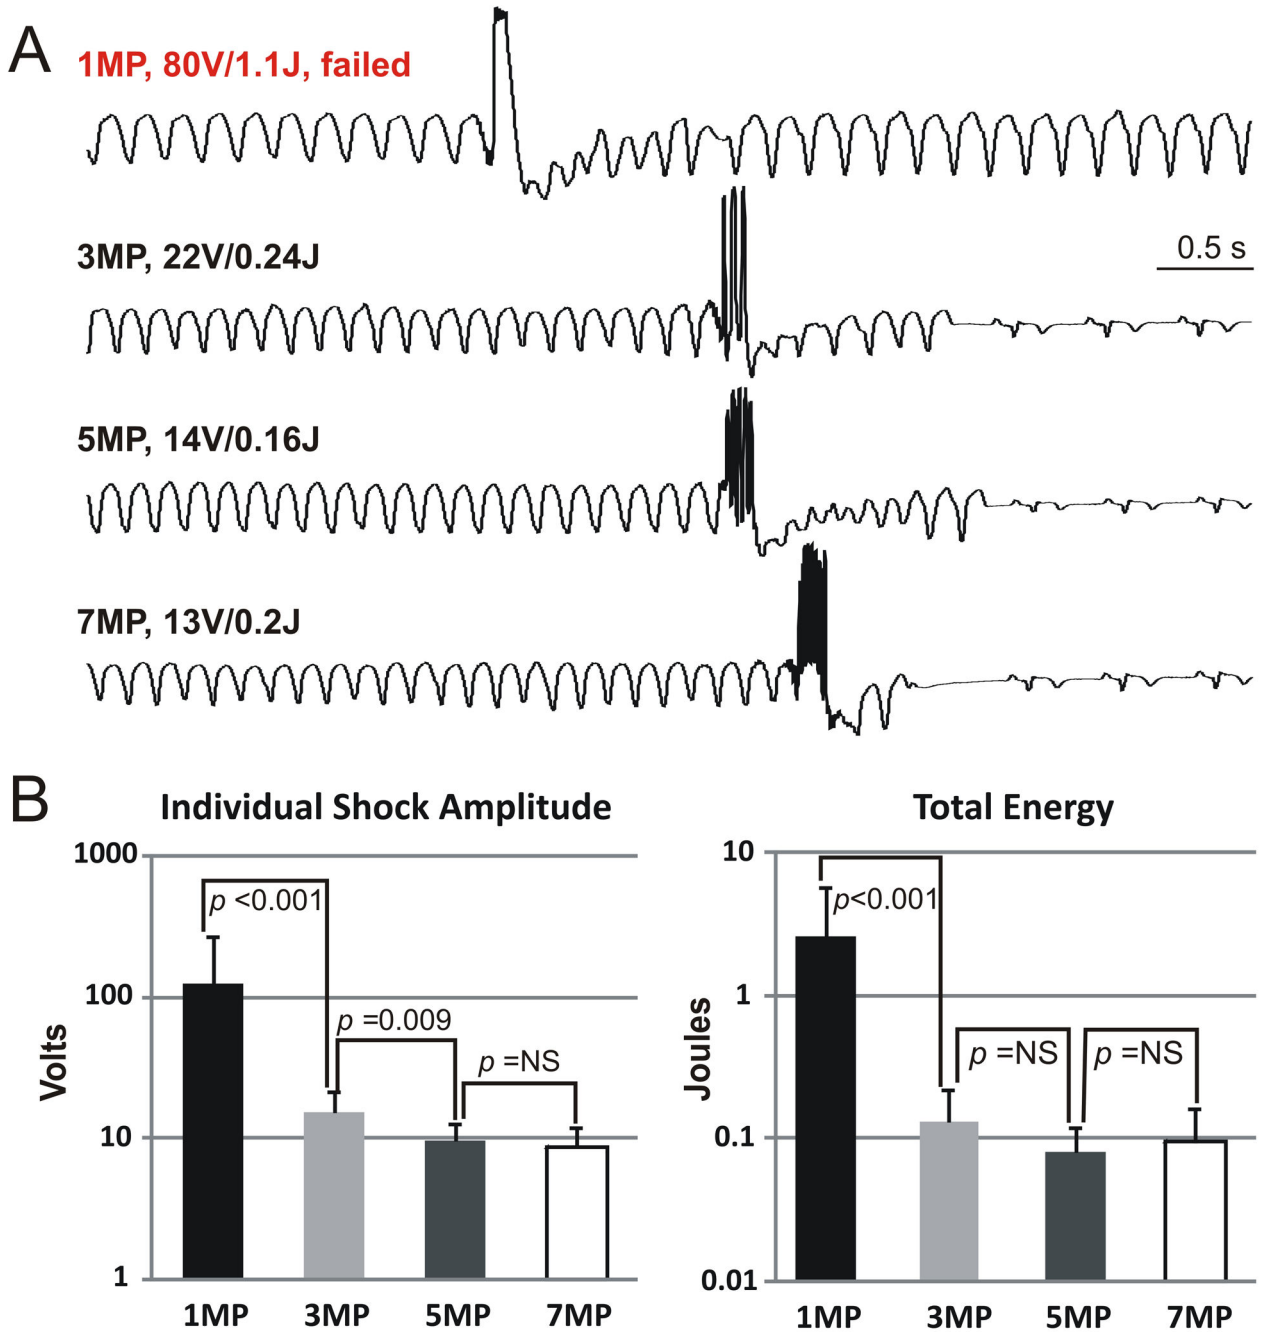 A
1MP, 80V/1.1J, failed
3MP, 22V/0.24J
0.5 s
5MP, 14V/0.16J
7MP, 13V/0.2J
B
Individual Shock Amplitude
Total Energy
1000
100
10
1
Volts
p <0.001
p =0.009
p =NS
1MP 3MP 5MP 7MP
10
1
0.1
0.01
Joules
p<0.001
p =NS
p =NS
1MP 3MP 5MP 7MP